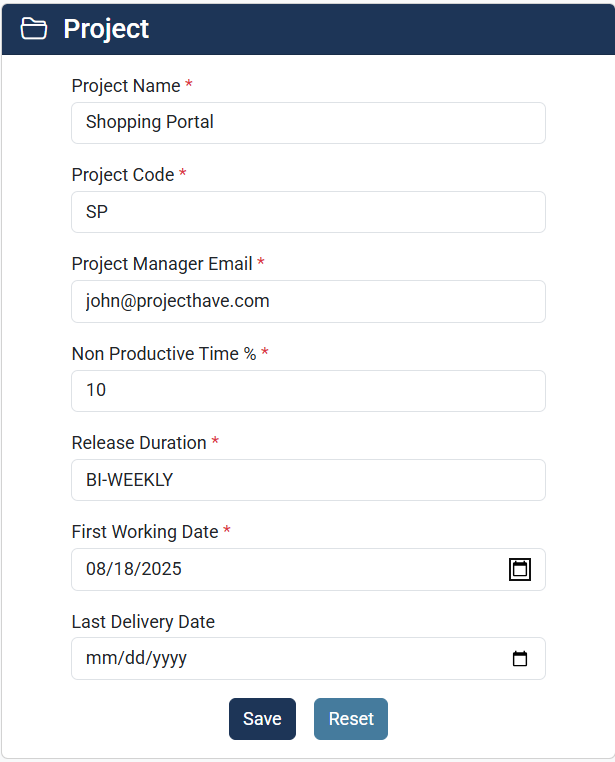 Project
Project Name *
Shopping Portal
Project Code *
SP
Project Manager Email *
john@projecthave.com
Non Productive Time % *
10
Release Duration *
BI-WEEKLY
First Working Date *
08/18/2025
Last Delivery Date
mm/dd/yyyy
Save Reset